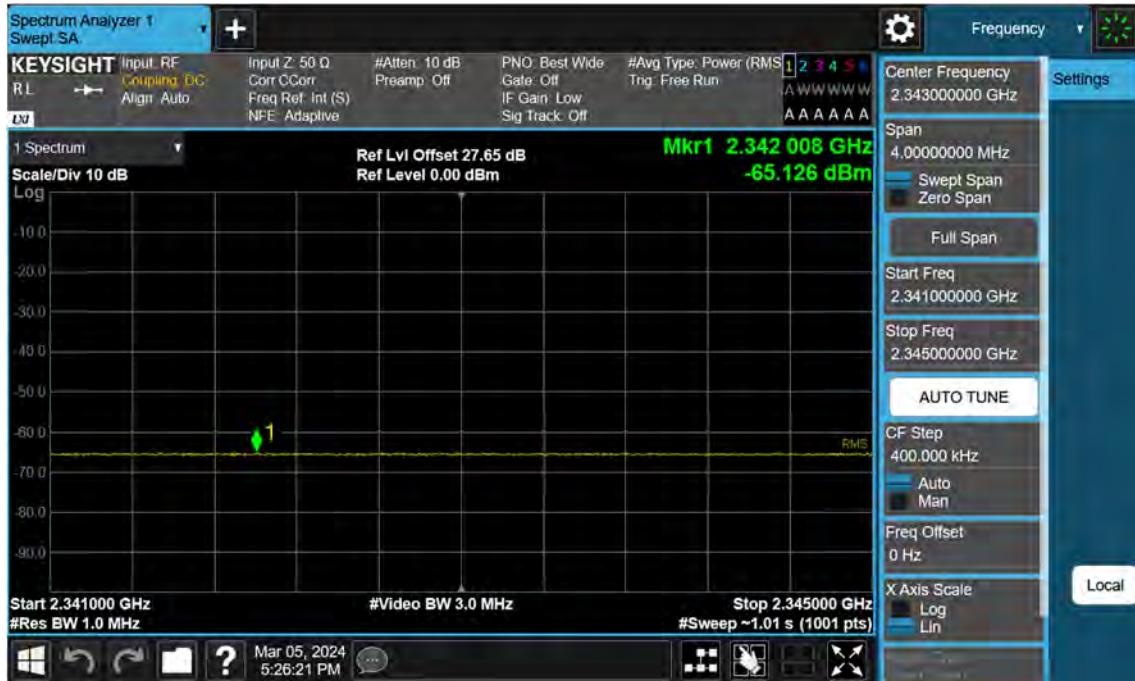 Spectrum Analyzer 1
Swept SA
Frequency
KEYSIGHT
RL
LXI
Input: RF
Coupling: DC
Align: Auto
Input Z: 50 Ω
Corr CCorr
Freq Ref: Int (S)
NFE: Adaptive
#Atten: 10 dB
Preamp: Off
PNO: Best Wide
Gate: Off
IF Gain: Low
Sig Track: Off
#Avg Type: Power (RMS
Trig: Free Run
1 2 3 4 5 6
A W W W W W
A A A A A A
1 Spectrum
Scale/Div 10 dB
Ref Lvl Offset 27.65 dB
Ref Level 0.00 dBm
Mkr1 2.342 008 GHz
-65.126 dBm
Log
-10.0
-20.0
-30.0
-40.0
-50.0
-60.0
-70.0
-80.0
-90.0
1
RMS
Start 2.341000 GHz
#Res BW 1.0 MHz
#Video BW 3.0 MHz
Stop 2.345000 GHz
#Sweep ~1.01 s (1001 pts)
Mar 05, 2024
5:26:21 PM
?
Center Frequency
2.343000000 GHz
Span
4.00000000 MHz
Swept Span
Zero Span
Full Span
Start Freq
2.341000000 GHz
Stop Freq
2.345000000 GHz
AUTO TUNE
CF Step
400.000 kHz
Auto
Man
Freq Offset
0 Hz
X Axis Scale
Log
Lin
Settings
Local